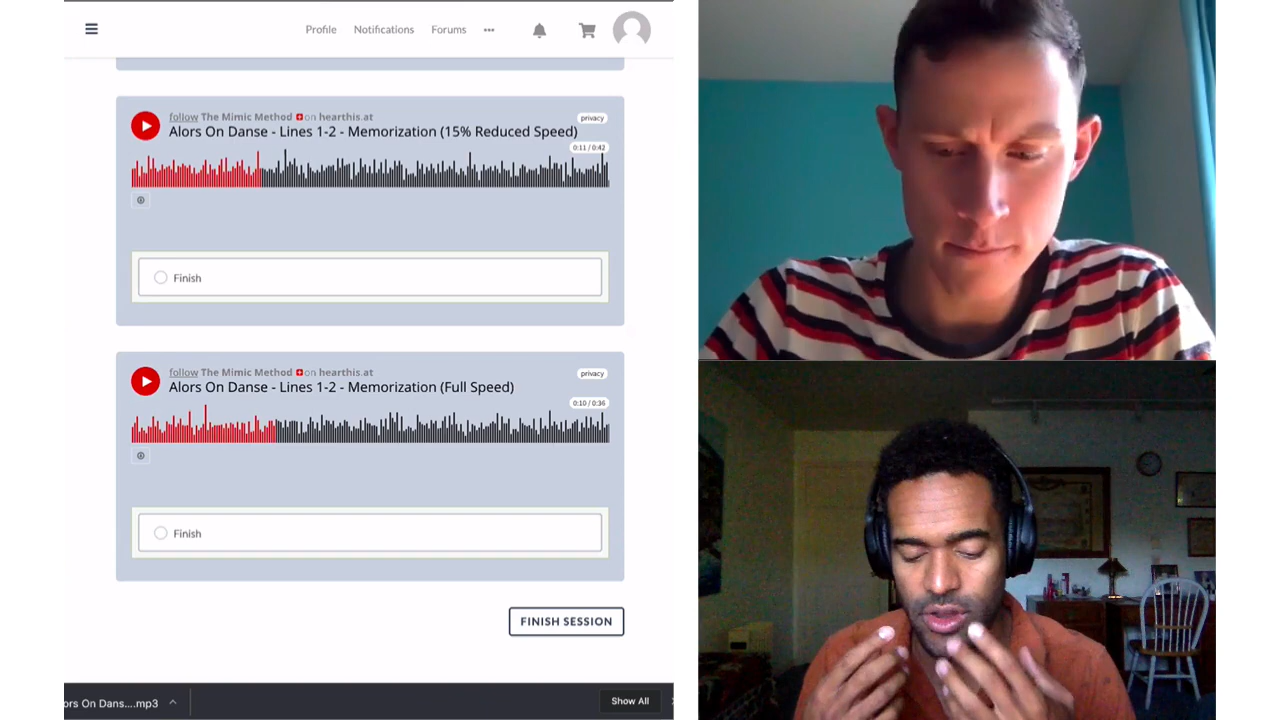 Profile Notifications Forums
follow The Mimic Method on hearthis.at
privacy
Alors On Danse - Lines 1-2 - Memorization (15% Reduced Speed)
0:11 / 0:42
Finish
follow The Mimic Method on hearthis.at
privacy
Alors On Danse - Lines 1-2 - Memorization (Full Speed)
0:10 / 0:36
Finish
FINISH SESSION
ors On Dans....mp3
Show All